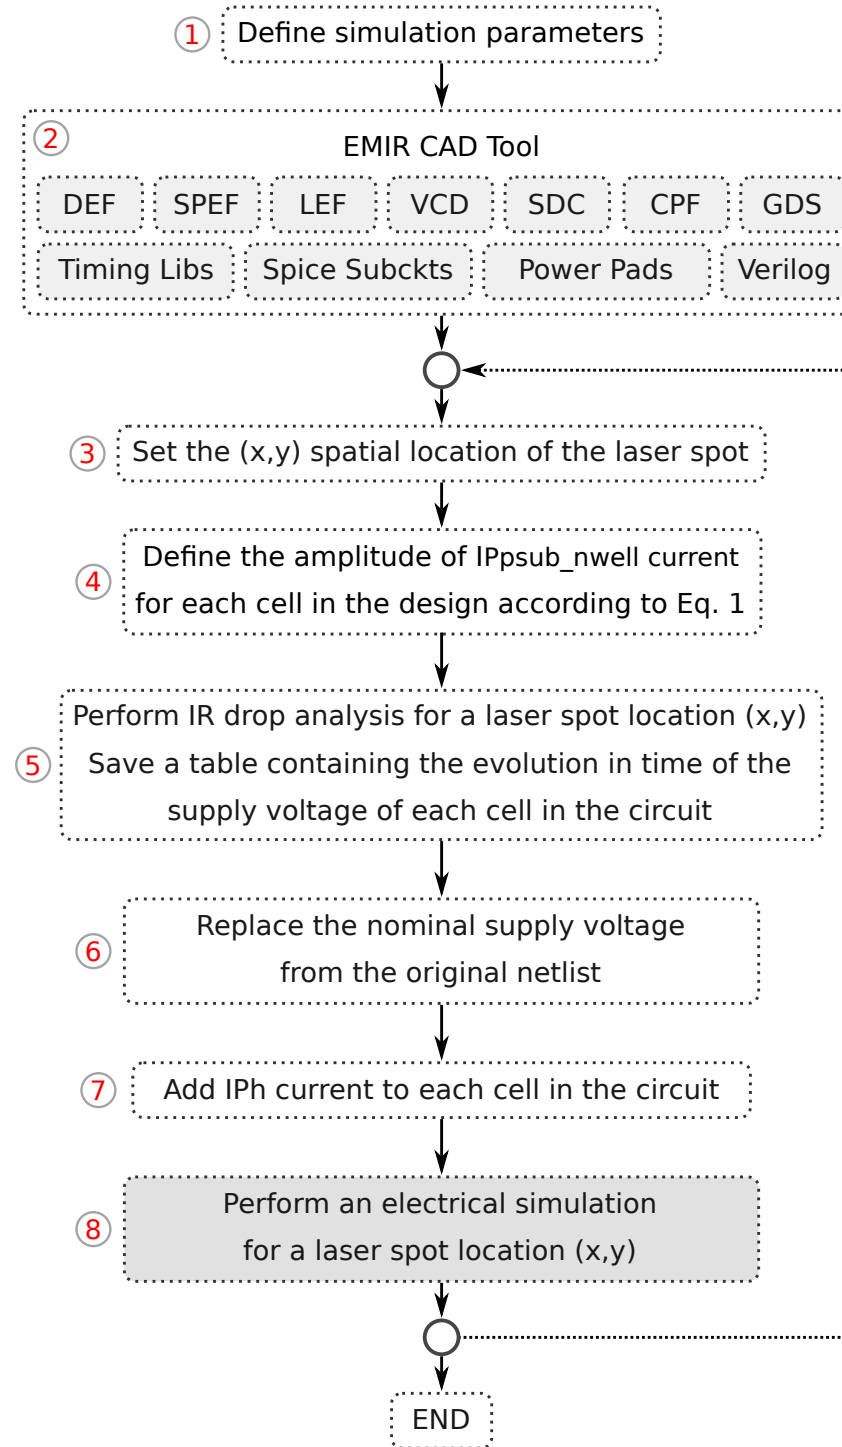 1 Define simulation parameters
2
EMIR CAD Tool
DEF SPEF LEF VCD SDC CPF GDS
Timing Libs Spice Subckts Power Pads Verilog
3 Set the (x,y) spatial location of the laser spot
Define the amplitude of IPpsub_nwell current
4
for each cell in the design according to Eq. 1
Perform IR drop analysis for a laser spot location (x,y)
5 Save a table containing the evolution in time of the
supply voltage of each cell in the circuit
Replace the nominal supply voltage
6
from the original netlist
7 Add IPh current to each cell in the circuit
Perform an electrical simulation
8
for a laser spot location (x,y)
END